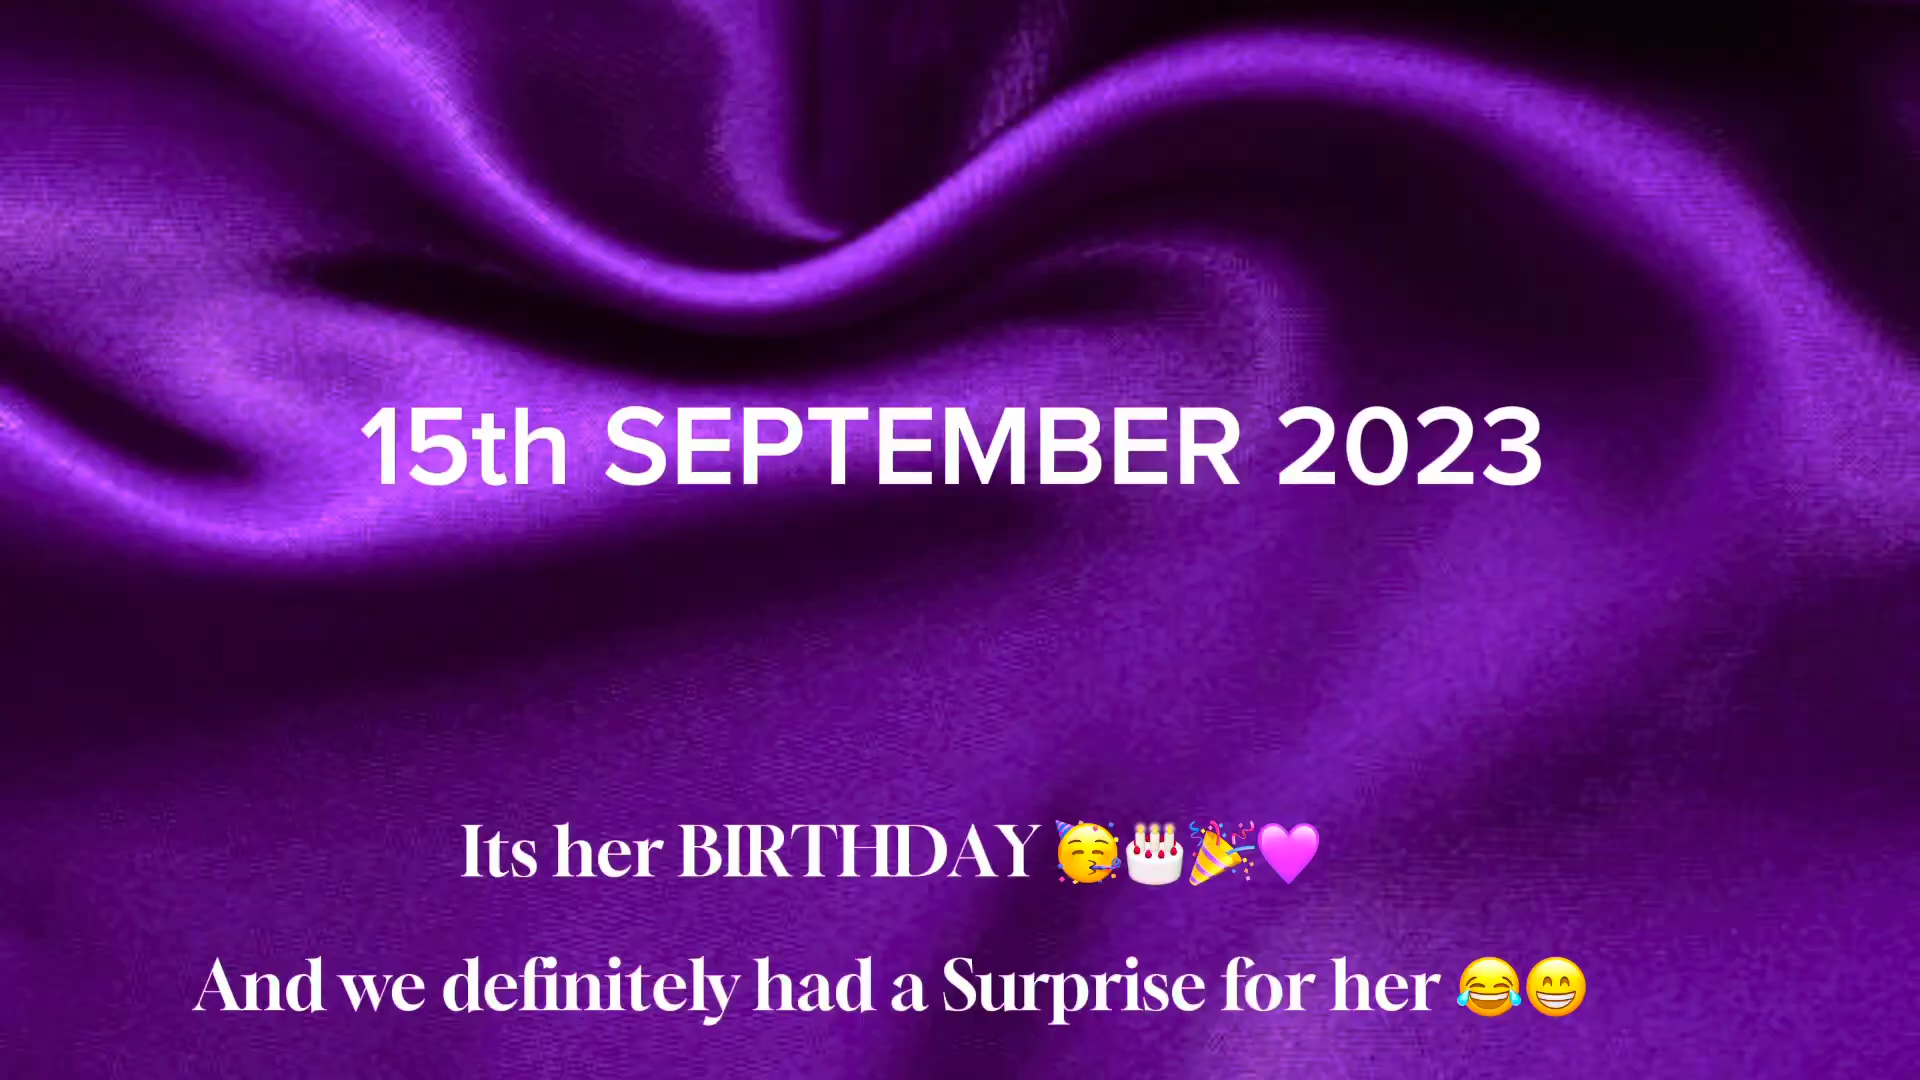 15th SEPTEMBER 2023
Its her BIRTHDAY 🥳🎂🎉💜
And we definitely had a Surprise for her 😂😁